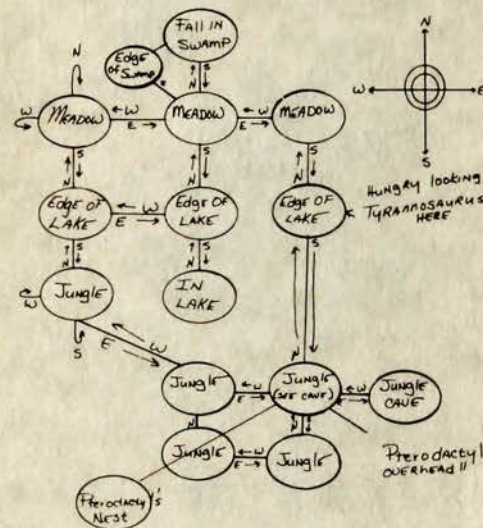 N
FALL IN
SWAMP
Edge
of Swamp
N
S
N
W
MEADOW
W
E
MEADOW
W
E
MEADOW
W
E
S
S
N
S
N
S
N
S
Edge OF
LAKE
W
E
Edge OF
LAKE
Edge OF
LAKE
HUNGRY looking
TYRANNOSAURUS
HERE
N
S
N
S
S
W
JUNGLE
IN
LAKE
S
W
E
N
JUNGLE
W
E
JUNGLE
(SEE CAVE)
W
E
JUNGLE
CAVE
N
S
N
S
JUNGLE
W
E
JUNGLE
Pterodactyl
OVERHEAD !!
Pterodactyl's
NEST